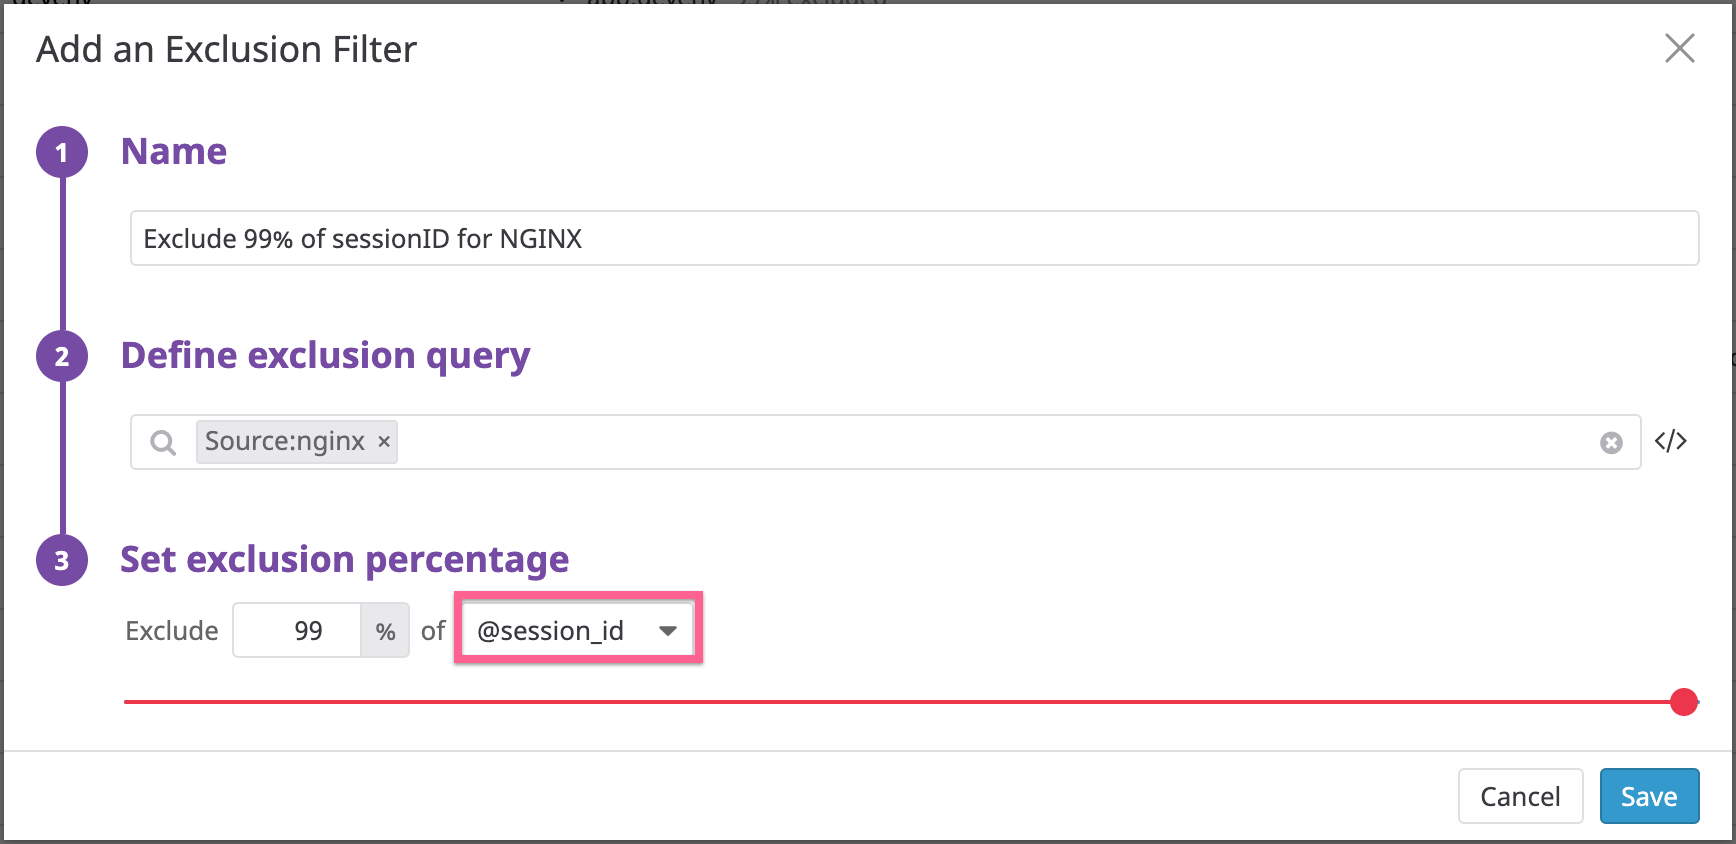 Add an Exclusion Filter
1 Name
Exclude 99% of sessionID for NGINX
2 Define exclusion query
Source:nginx ×
</>
3 Set exclusion percentage
Exclude 99 % of @session_id
Cancel Save